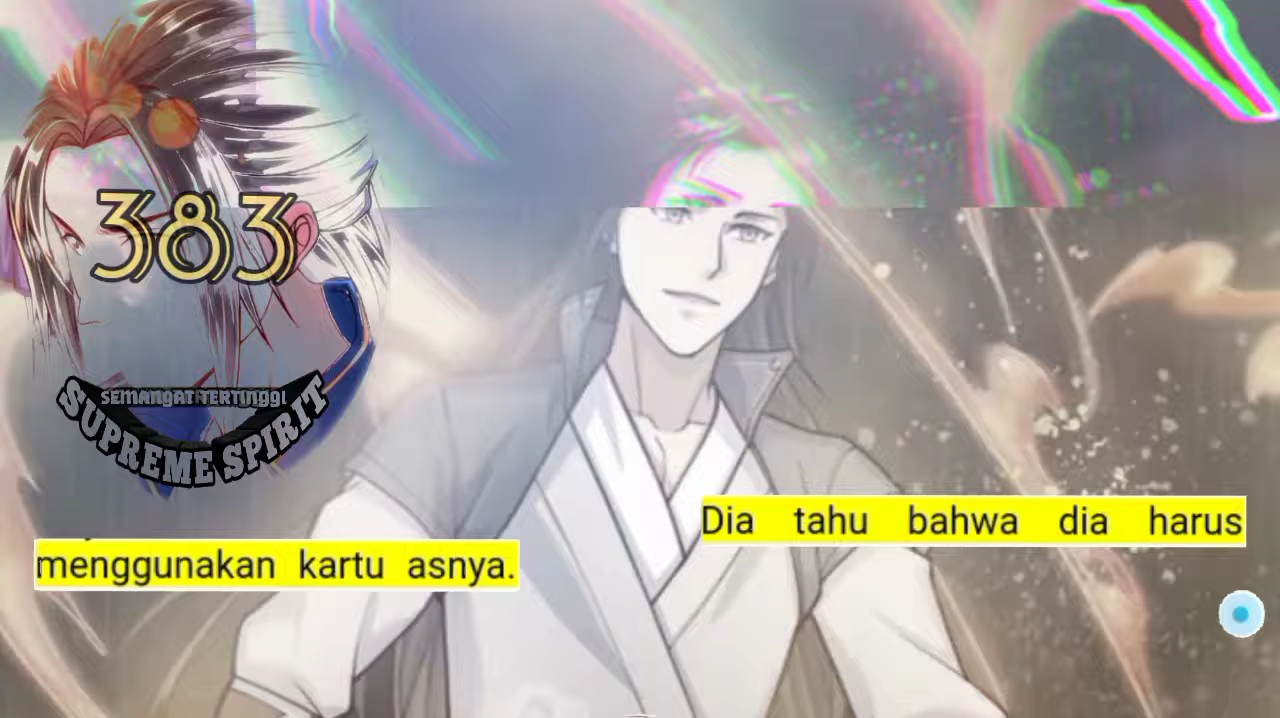 383
SEMANGAT TERTINGGI
SUPREME SPIRIT
Dia tahu bahwa dia harus
menggunakan kartu asnya.